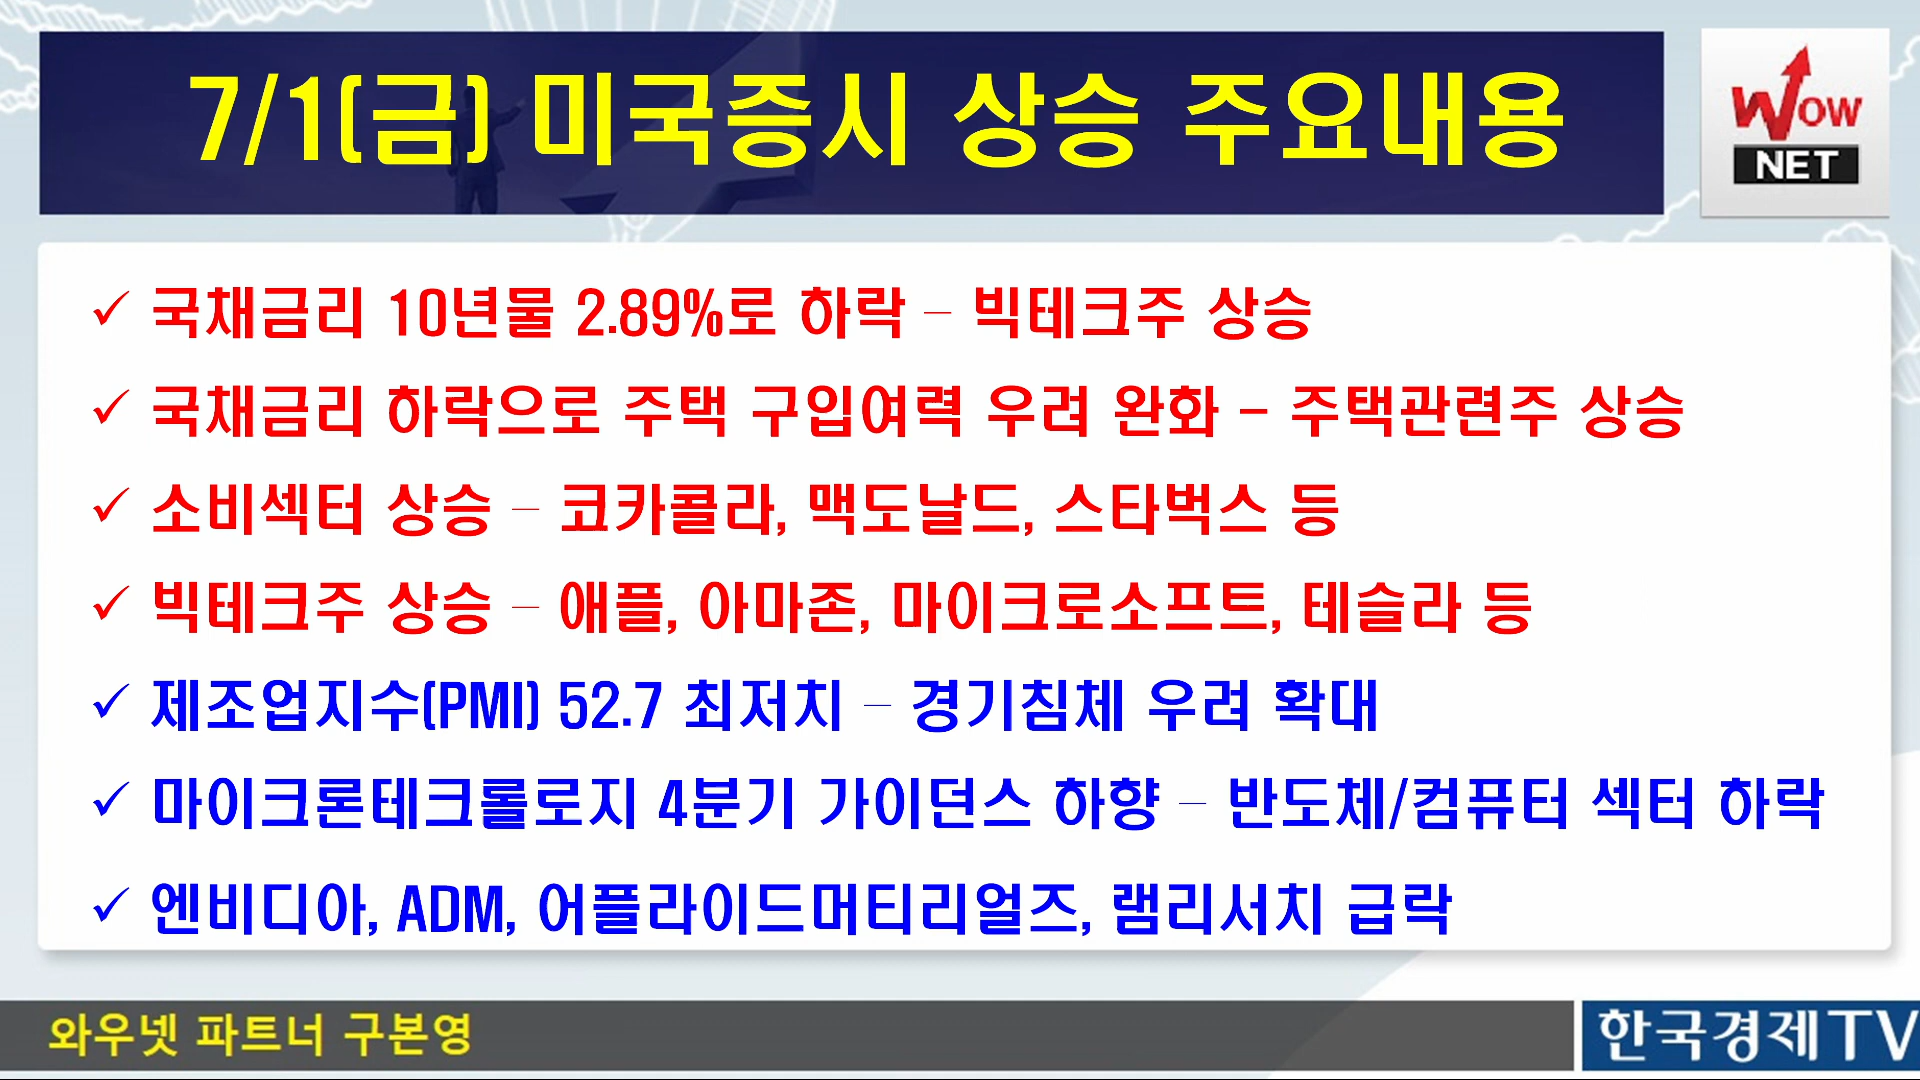 7/1(금) 미국증시 상승 주요내용
WOW
NET
✓ 국채금리 10년물 2.89%로 하락 – 빅테크주 상승
✓ 국채금리 하락으로 주택 구입여력 우려 완화 - 주택관련주 상승
✓ 소비섹터 상승 – 코카콜라, 맥도날드, 스타벅스 등
✓ 빅테크주 상승 – 애플, 아마존, 마이크로소프트, 테슬라 등
✓ 제조업지수(PMI) 52.7 최저치 – 경기침체 우려 확대
✓ 마이크론테크롤로지 4분기 가이던스 하향 – 반도체/컴퓨터 섹터 하락
✓ 엔비디아, ADM, 어플라이드머티리얼즈, 램리서치 급락
와우넷 파트너 구본영
한국경제TV